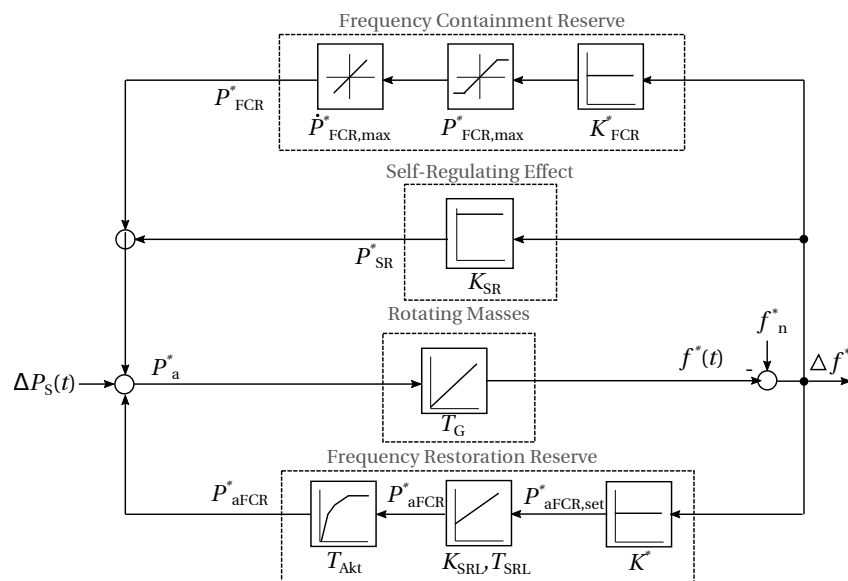 Frequency Containment Reserve
P*FCR
Ṗ*FCR,max
P*FCR,max
K*FCR
Self-Regulating Effect
P*SR
KSR
Rotating Masses
f*n
ΔPS(t)
P*a
f*(t)
-
△f*
TG
Frequency Restoration Reserve
P*aFCR
P*aFCR
P*aFCR,set
TAkt
KSRL,TSRL
K*